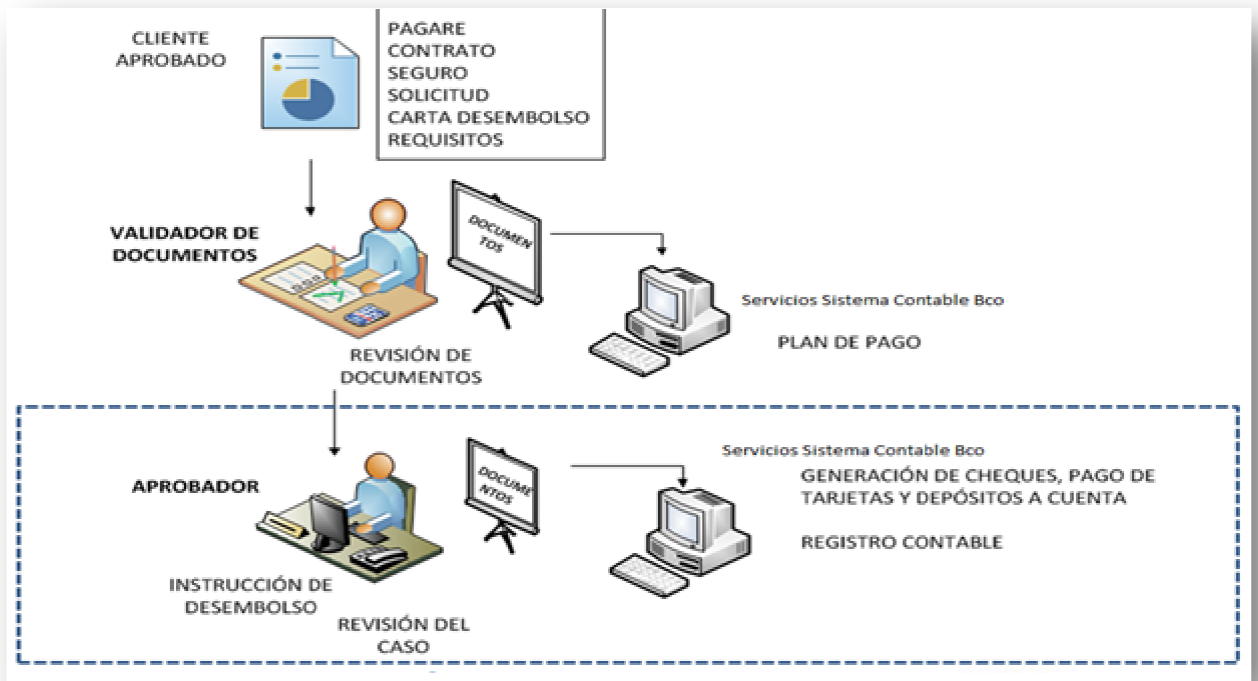 CLIENTE
APROBADO
PAGARE
CONTRATO
SEGURO
SOLICITUD
CARTA DESEMBOLSO
REQUISITOS
VALIDADOR DE
DOCUMENTOS
DOCUMEN
TOS
REVISIÓN DE
DOCUMENTOS
Servicios Sistema Contable Bco
PLAN DE PAGO
APROBADOR
DOCUME
NTOS
INSTRUCCIÓN DE
DESEMBOLSO
REVISIÓN DEL
CASO
Servicios Sistema Contable Bco
GENERACIÓN DE CHEQUES, PAGO DE
TARJETAS Y DEPÓSITOS A CUENTA
REGISTRO CONTABLE